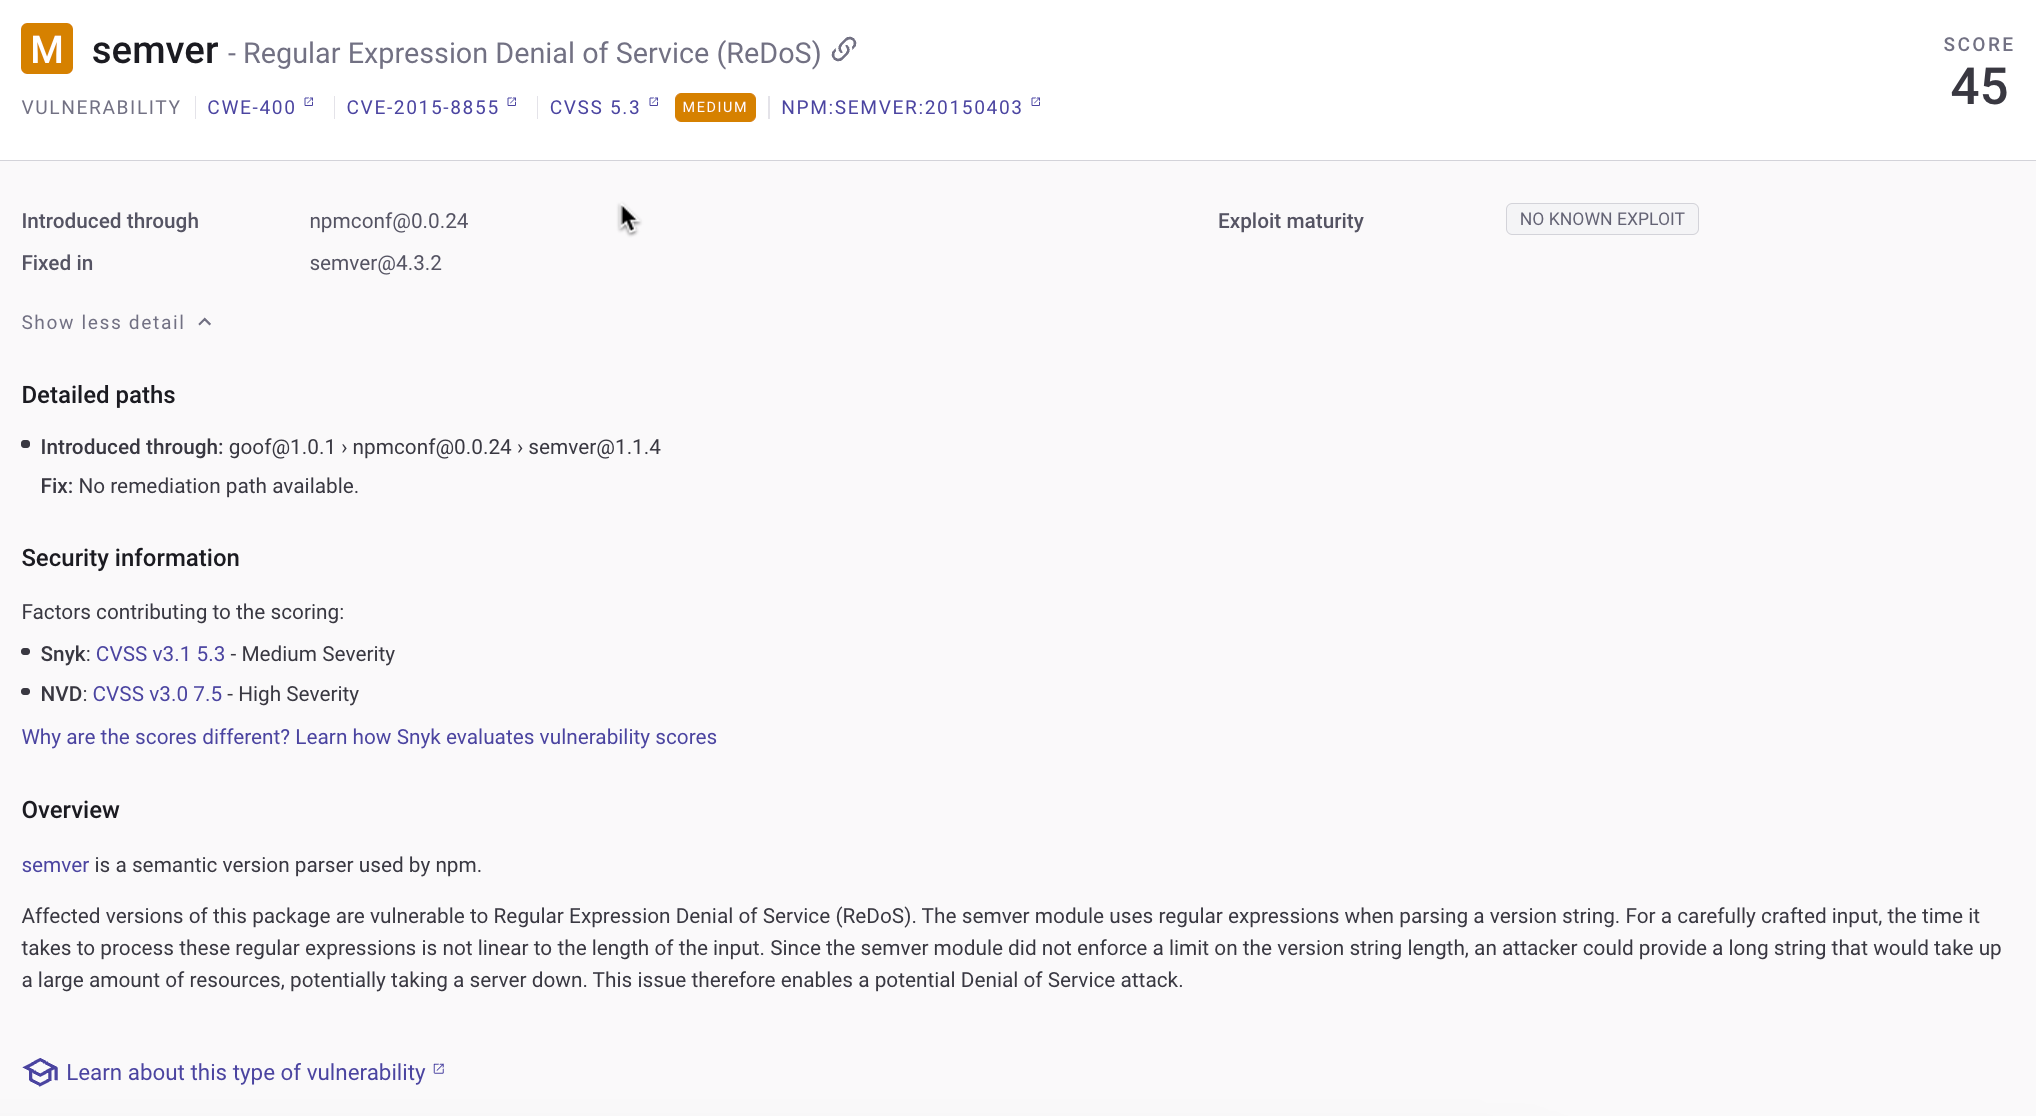 M semver - Regular Expression Denial of Service (ReDoS)
SCORE
45
VULNERABILITY CWE-400 CVE-2015-8855 CVSS 5.3 MEDIUM NPM:SEMVER:20150403
Introduced through npmconf@0.0.24
Exploit maturity NO KNOWN EXPLOIT
Fixed in semver@4.3.2
Show less detail
Detailed paths
Introduced through: goof@1.0.1 › npmconf@0.0.24 › semver@1.1.4
Fix: No remediation path available.
Security information
Factors contributing to the scoring:
Snyk: CVSS v3.1 5.3 - Medium Severity
NVD: CVSS v3.0 7.5 - High Severity
Why are the scores different? Learn how Snyk evaluates vulnerability scores
Overview
semver is a semantic version parser used by npm.
Affected versions of this package are vulnerable to Regular Expression Denial of Service (ReDoS). The semver module uses regular expressions when parsing a version string. For a carefully crafted input, the time it
takes to process these regular expressions is not linear to the length of the input. Since the semver module did not enforce a limit on the version string length, an attacker could provide a long string that would take up
a large amount of resources, potentially taking a server down. This issue therefore enables a potential Denial of Service attack.
Learn about this type of vulnerability